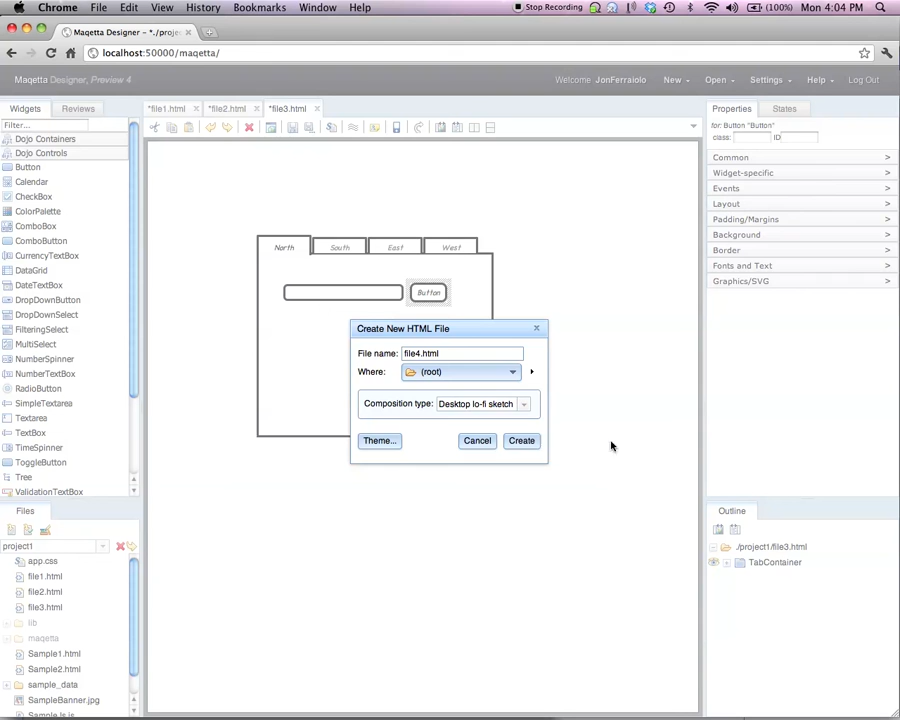 Chrome File Edit View History Bookmarks Window Help Stop Recording (100%) Mon 4:04 PM
Maqetta Designer - *./proje
localhost:50000/maqetta/
Maqetta Designer, Preview 4 Welcome JonFerraiolo New Open Settings Help Log Out
Widgets Reviews *file1.html *file2.html *file3.html Properties States
Filter...
for: Button "Button"
class: ID
Dojo Containers
Dojo Controls
Button
Calendar
CheckBox
ColorPalette
ComboBox
ComboButton
CurrencyTextBox
DataGrid
DateTextBox
DropDownButton
DropDownSelect
FilteringSelect
MultiSelect
NumberSpinner
NumberTextBox
RadioButton
SimpleTextarea
Textarea
TextBox
TimeSpinner
ToggleButton
Tree
ValidationTextBox
North South East West
Button
Create New HTML File
File name: file4.html
Where: (root)
Composition type: Desktop lo-fi sketch
Theme... Cancel Create
Common >
Widget-specific >
Events >
Layout >
Padding/Margins >
Background >
Border >
Fonts and Text >
Graphics/SVG >
Files
project1
app.css
file1.html
file2.html
file3.html
lib
maqetta
Sample1.html
Sample2.html
sample_data
SampleBanner.jpg
Sample.js.js
Outline
./project1/file3.html
TabContainer